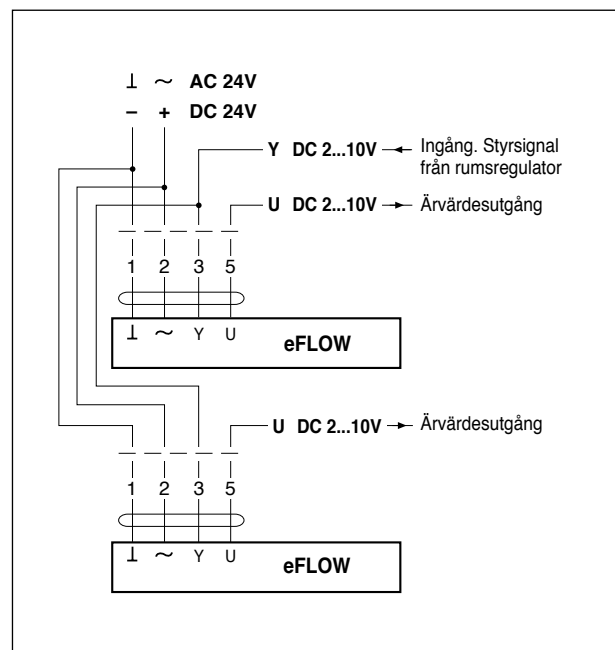 ⊥ ~ AC 24V
– + DC 24V
Y DC 2...10V Ingång. Styrsignal
från rumsregulator
U DC 2...10V Ärvärdesutgång
1 2 3 5
⊥ ~ Y U
eFLOW
U DC 2...10V Ärvärdesutgång
1 2 3 5
⊥ ~ Y U
eFLOW